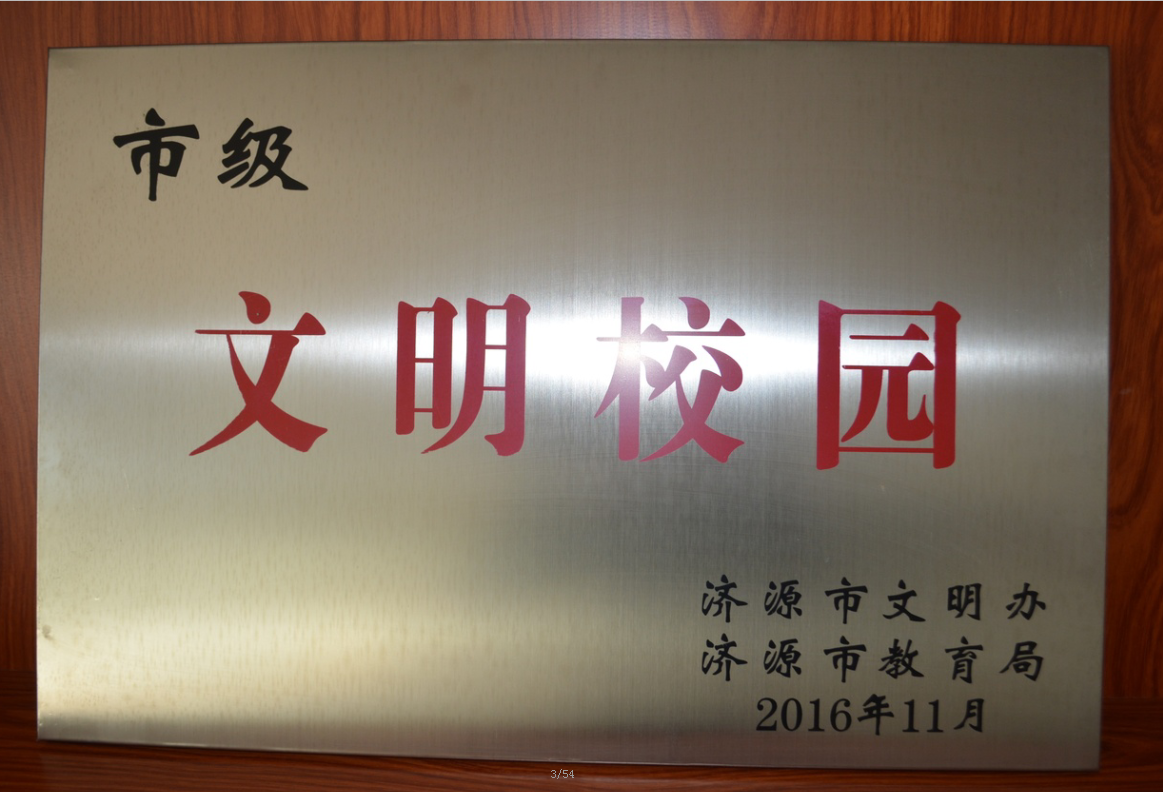 市级
文明校园
济源市文明办
济源市教育局
2016年11月
3/54